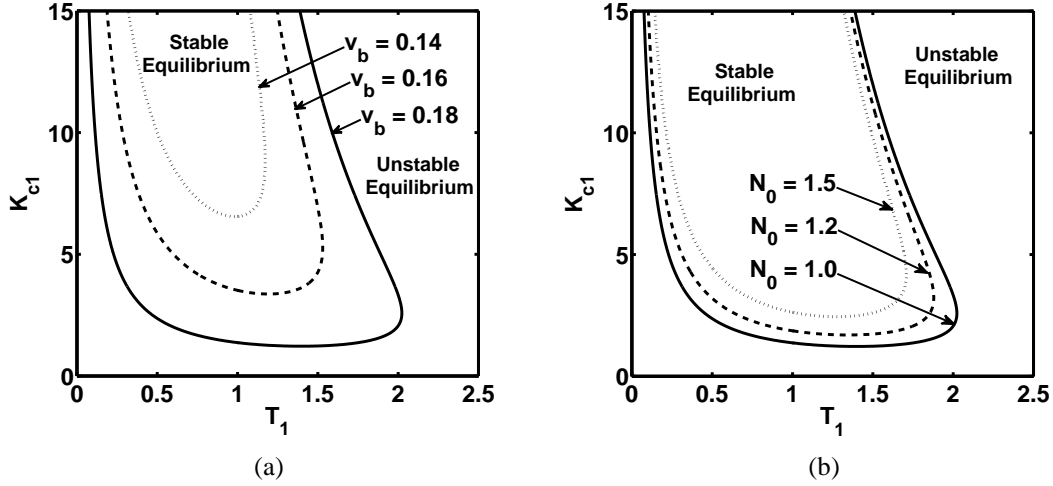 15
10
5
0
K_c1
0
0.5
1
1.5
2
2.5
T_1
Stable
Equilibrium
v_b = 0.14
v_b = 0.16
v_b = 0.18
Unstable
Equilibrium
(a)
15
10
5
0
K_c1
0
0.5
1
1.5
2
2.5
T_1
Stable
Equilibrium
Unstable
Equilibrium
N_0 = 1.5
N_0 = 1.2
N_0 = 1.0
(b)